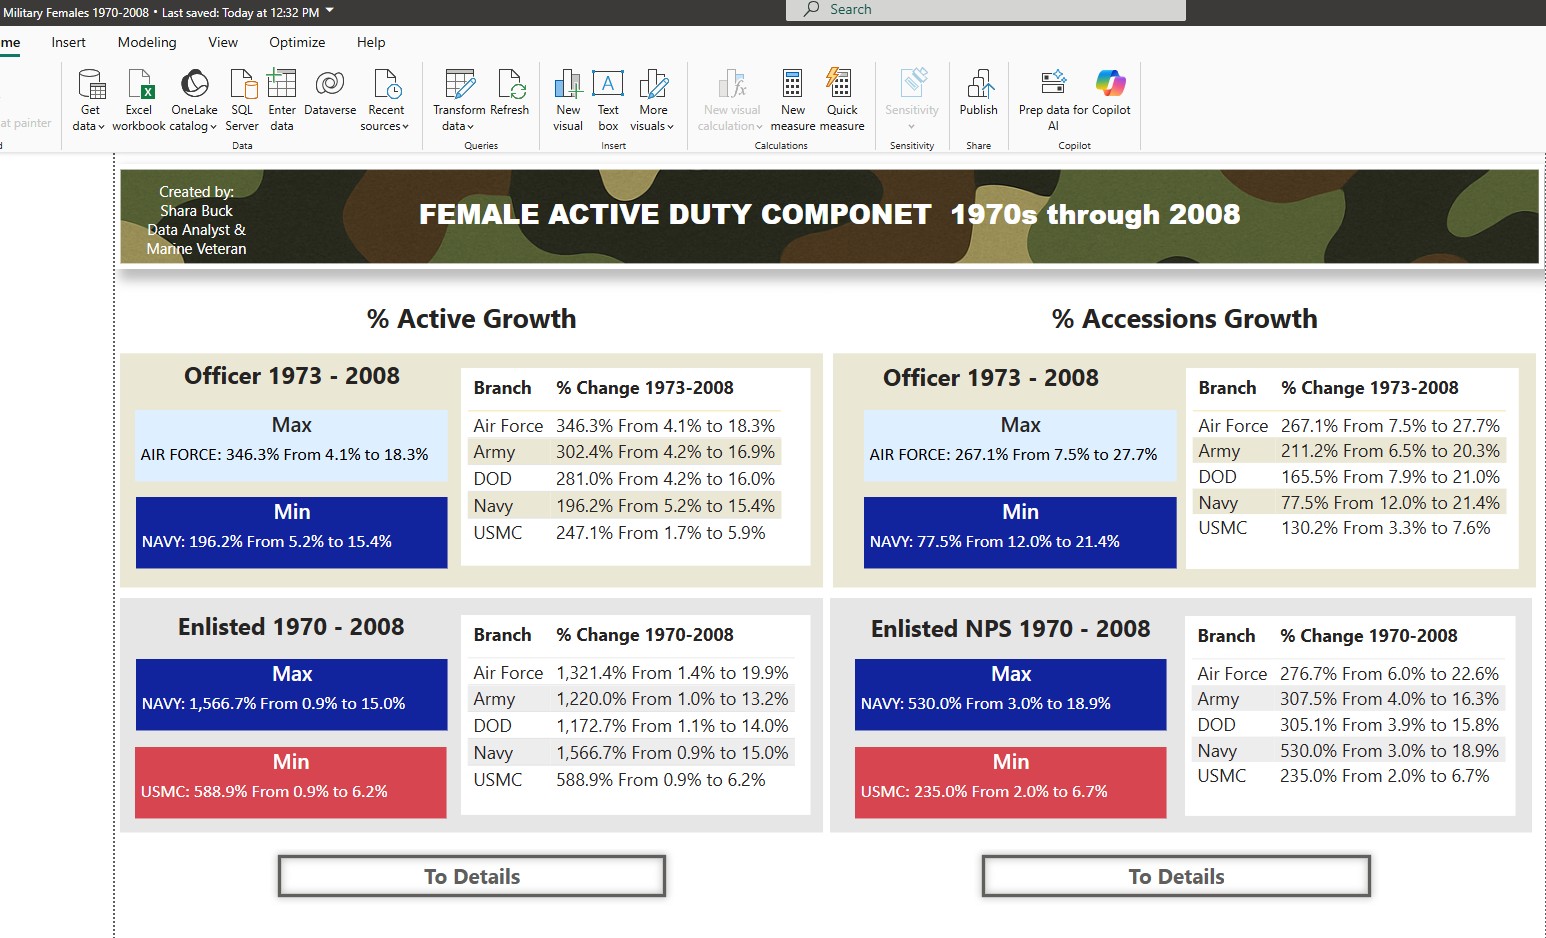 Military Females 1970-2008 • Last saved: Today at 12:32 PM
Search
me
Insert
Modeling
View
Optimize
Help
at painter
d
Get data
Excel workbook
OneLake catalog
SQL Server
Enter data
Dataverse
Recent sources
Data
Transform data
Refresh
Queries
New visual
Text box
More visuals
Insert
New visual calculation
New measure
Quick measure
Calculations
Sensitivity
Sensitivity
Publish
Share
Prep data for AI
Copilot
Copilot
Created by:
Shara Buck
Data Analyst &
Marine Veteran
FEMALE ACTIVE DUTY COMPONET 1970s through 2008
% Active Growth
Officer 1973 - 2008
Max
AIR FORCE: 346.3% From 4.1% to 18.3%
Min
NAVY: 196.2% From 5.2% to 15.4%
Branch % Change 1973-2008
Air Force 346.3% From 4.1% to 18.3%
Army 302.4% From 4.2% to 16.9%
DOD 281.0% From 4.2% to 16.0%
Navy 196.2% From 5.2% to 15.4%
USMC 247.1% From 1.7% to 5.9%
Enlisted 1970 - 2008
Max
NAVY: 1,566.7% From 0.9% to 15.0%
Min
USMC: 588.9% From 0.9% to 6.2%
Branch % Change 1970-2008
Air Force 1,321.4% From 1.4% to 19.9%
Army 1,220.0% From 1.0% to 13.2%
DOD 1,172.7% From 1.1% to 14.0%
Navy 1,566.7% From 0.9% to 15.0%
USMC 588.9% From 0.9% to 6.2%
To Details
% Accessions Growth
Officer 1973 - 2008
Max
AIR FORCE: 267.1% From 7.5% to 27.7%
Min
NAVY: 77.5% From 12.0% to 21.4%
Branch % Change 1973-2008
Air Force 267.1% From 7.5% to 27.7%
Army 211.2% From 6.5% to 20.3%
DOD 165.5% From 7.9% to 21.0%
Navy 77.5% From 12.0% to 21.4%
USMC 130.2% From 3.3% to 7.6%
Enlisted NPS 1970 - 2008
Max
NAVY: 530.0% From 3.0% to 18.9%
Min
USMC: 235.0% From 2.0% to 6.7%
Branch % Change 1970-2008
Air Force 276.7% From 6.0% to 22.6%
Army 307.5% From 4.0% to 16.3%
DOD 305.1% From 3.9% to 15.8%
Navy 530.0% From 3.0% to 18.9%
USMC 235.0% From 2.0% to 6.7%
To Details